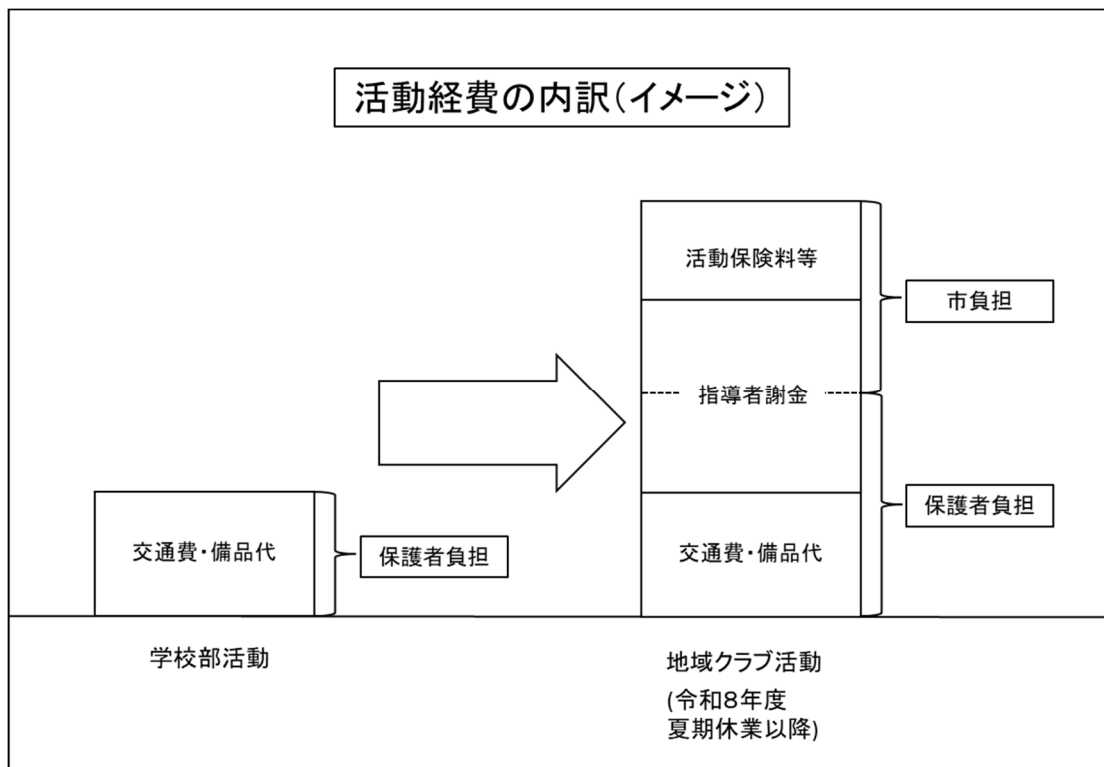 活動経費の内訳(イメージ)
活動保険料等
市負担
指導者謝金
保護者負担
交通費・備品代
交通費・備品代
保護者負担
学校部活動
地域クラブ活動
(令和8年度
夏期休業以降)